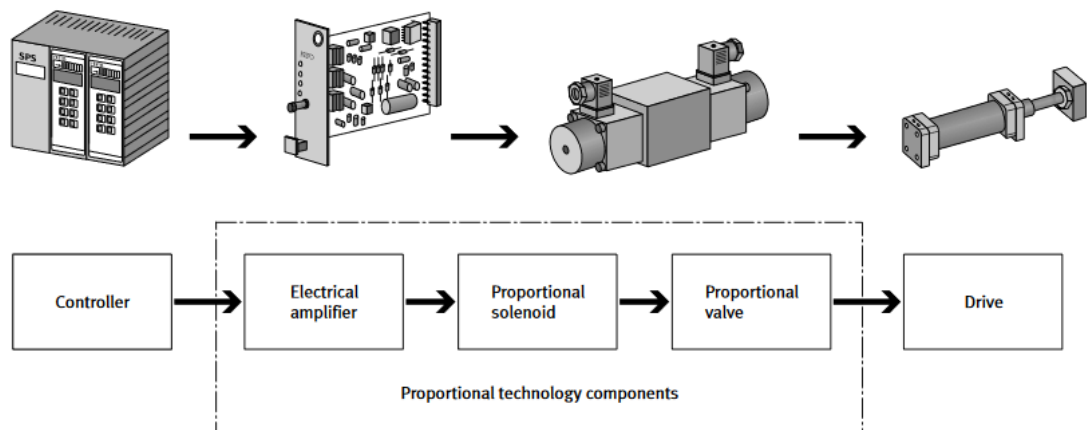 SPS
Controller
Electrical
amplifier
Proportional
solenoid
Proportional
valve
Drive
Proportional technology components